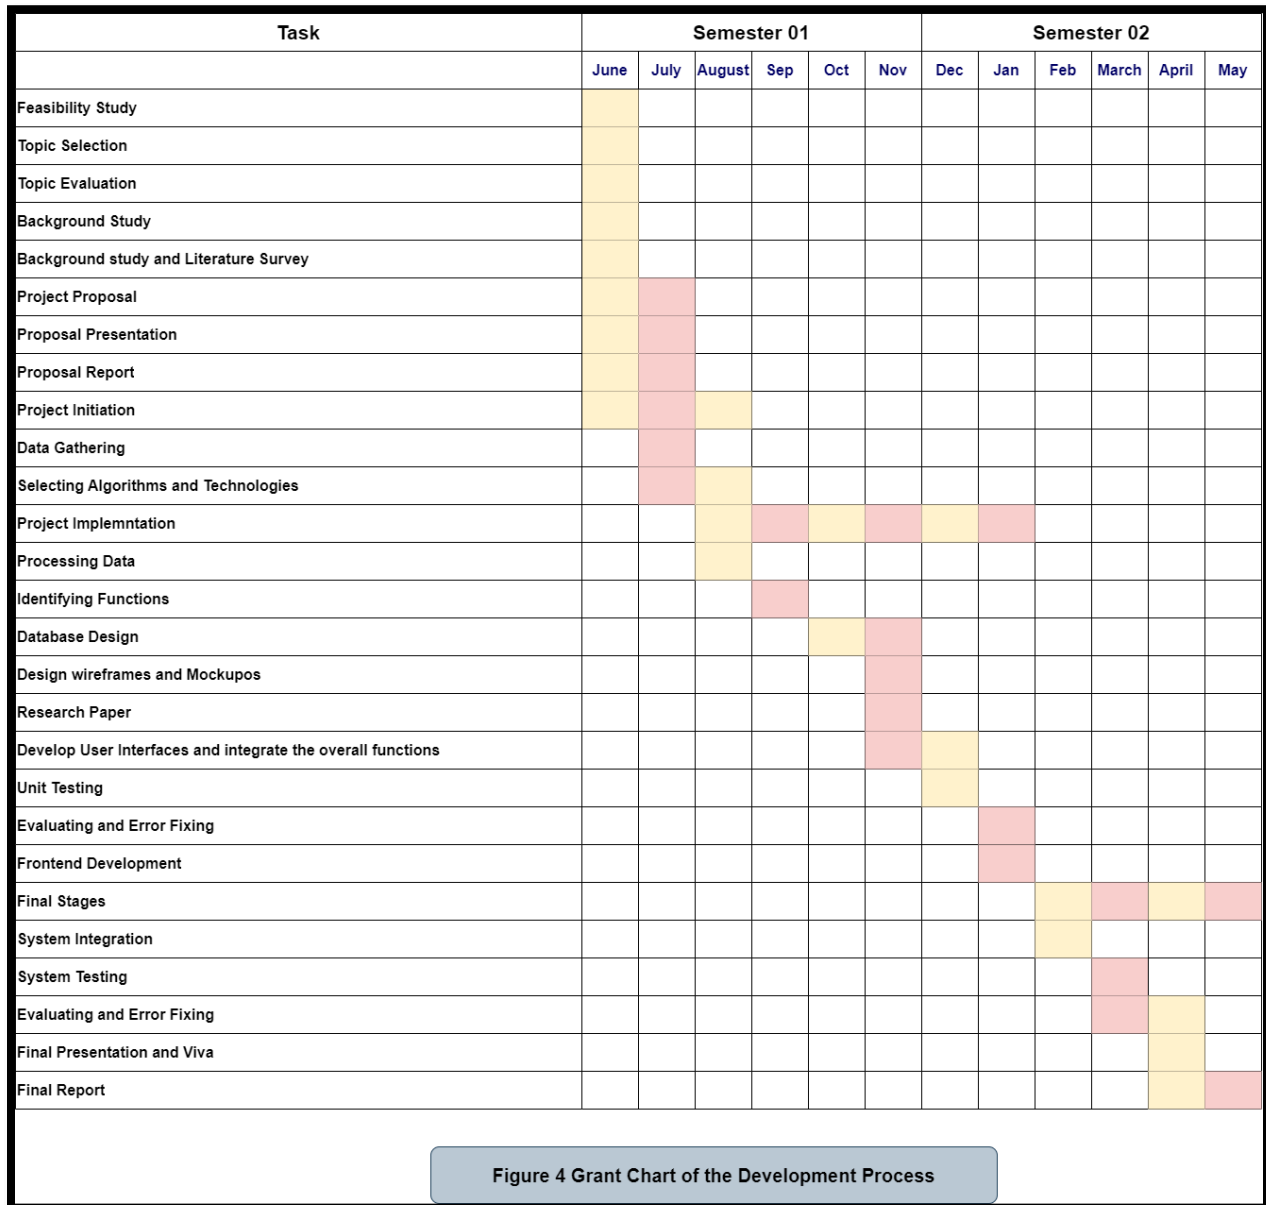 Task Semester 01 Semester 02
June July August Sep Oct Nov Dec Jan Feb March April May
Feasibility Study
Topic Selection
Topic Evaluation
Background Study
Background study and Literature Survey
Project Proposal
Proposal Presentation
Proposal Report
Project Initiation
Data Gathering
Selecting Algorithms and Technologies
Project Implemntation
Processing Data
Identifying Functions
Database Design
Design wireframes and Mockupos
Research Paper
Develop User Interfaces and integrate the overall functions
Unit Testing
Evaluating and Error Fixing
Frontend Development
Final Stages
System Integration
System Testing
Evaluating and Error Fixing
Final Presentation and Viva
Final Report
Figure 4 Grant Chart of the Development Process